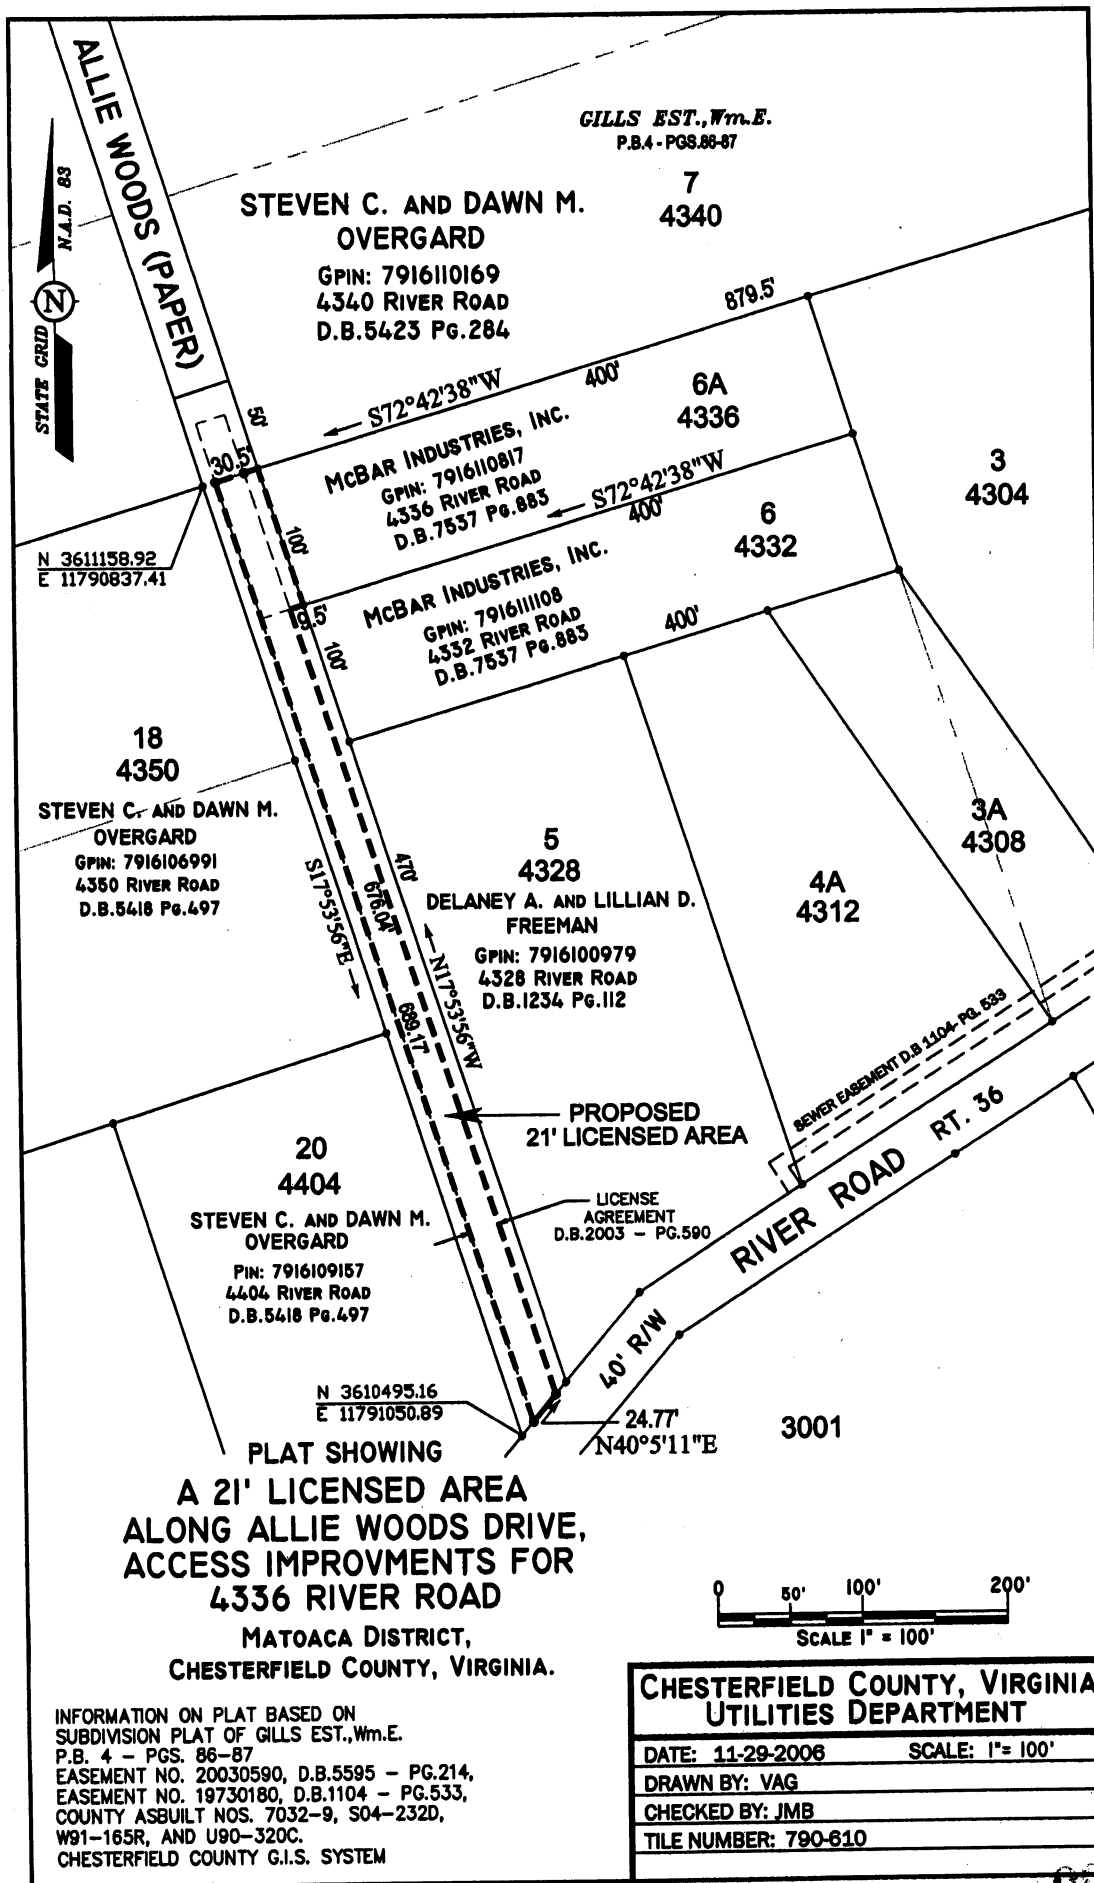 ALLIE WOODS (PAPER)
GILLS EST.,Wm.E.
P.B.4 - PGS.86-87
N.A.D. 83
N
STATE GRID
7
4340
STEVEN C. AND DAWN M.
OVERGARD
GPIN: 7916110169
4340 RIVER ROAD
D.B.5423 PG.284
879.5'
50'
S72°42'38"W
400'
6A
4336
30.5'
MCBAR INDUSTRIES, INC.
GPIN: 7916110817
4336 RIVER ROAD
D.B.7537 PG.883
S72°42'38"W
400'
3
4304
6
4332
100'
N 3611158.92
E 11790837.41
9.5'
MCBAR INDUSTRIES, INC.
GPIN: 7916111108
4332 RIVER ROAD
D.B.7537 PG.883
400'
100'
18
4350
STEVEN C. AND DAWN M.
OVERGARD
GPIN: 7916106991
4350 RIVER ROAD
D.B.5418 PG.497
3A
4308
5
4328
DELANEY A. AND LILLIAN D.
FREEMAN
GPIN: 7916100979
4328 RIVER ROAD
D.B.1234 PG.112
4A
4312
470'
676.04'
S17°53'56"E
N17°53'56"W
689.17'
SEWER EASEMENT D.B 1104- PG. 533
PROPOSED
21' LICENSED AREA
RIVER ROAD RT. 36
20
4404
STEVEN C. AND DAWN M.
OVERGARD
PIN: 7916109157
4404 RIVER ROAD
D.B.5418 PG.497
LICENSE
AGREEMENT
D.B.2003 - PG.590
40' R/W
N 3610495.16
E 11791050.89
24.77'
N40°5'11"E
3001
PLAT SHOWING
A 21' LICENSED AREA
ALONG ALLIE WOODS DRIVE,
ACCESS IMPROVMENTS FOR
4336 RIVER ROAD
MATOACA DISTRICT,
CHESTERFIELD COUNTY, VIRGINIA.
0 50' 100' 200'
SCALE 1" = 100'
INFORMATION ON PLAT BASED ON
SUBDIVISION PLAT OF GILLS EST.,Wm.E.
P.B. 4 - PGS. 86-87
EASEMENT NO. 20030590, D.B.5595 - PG.214,
EASEMENT NO. 19730180, D.B.1104 - PG.533,
COUNTY ASBUILT NOS. 7032-9, S04-232D,
W91-165R, AND U90-320C.
CHESTERFIELD COUNTY G.I.S. SYSTEM
CHESTERFIELD COUNTY, VIRGINIA
UTILITIES DEPARTMENT
DATE: 11-29-2006 SCALE: 1"= 100'
DRAWN BY: VAG
CHECKED BY: JMB
TILE NUMBER: 790-610